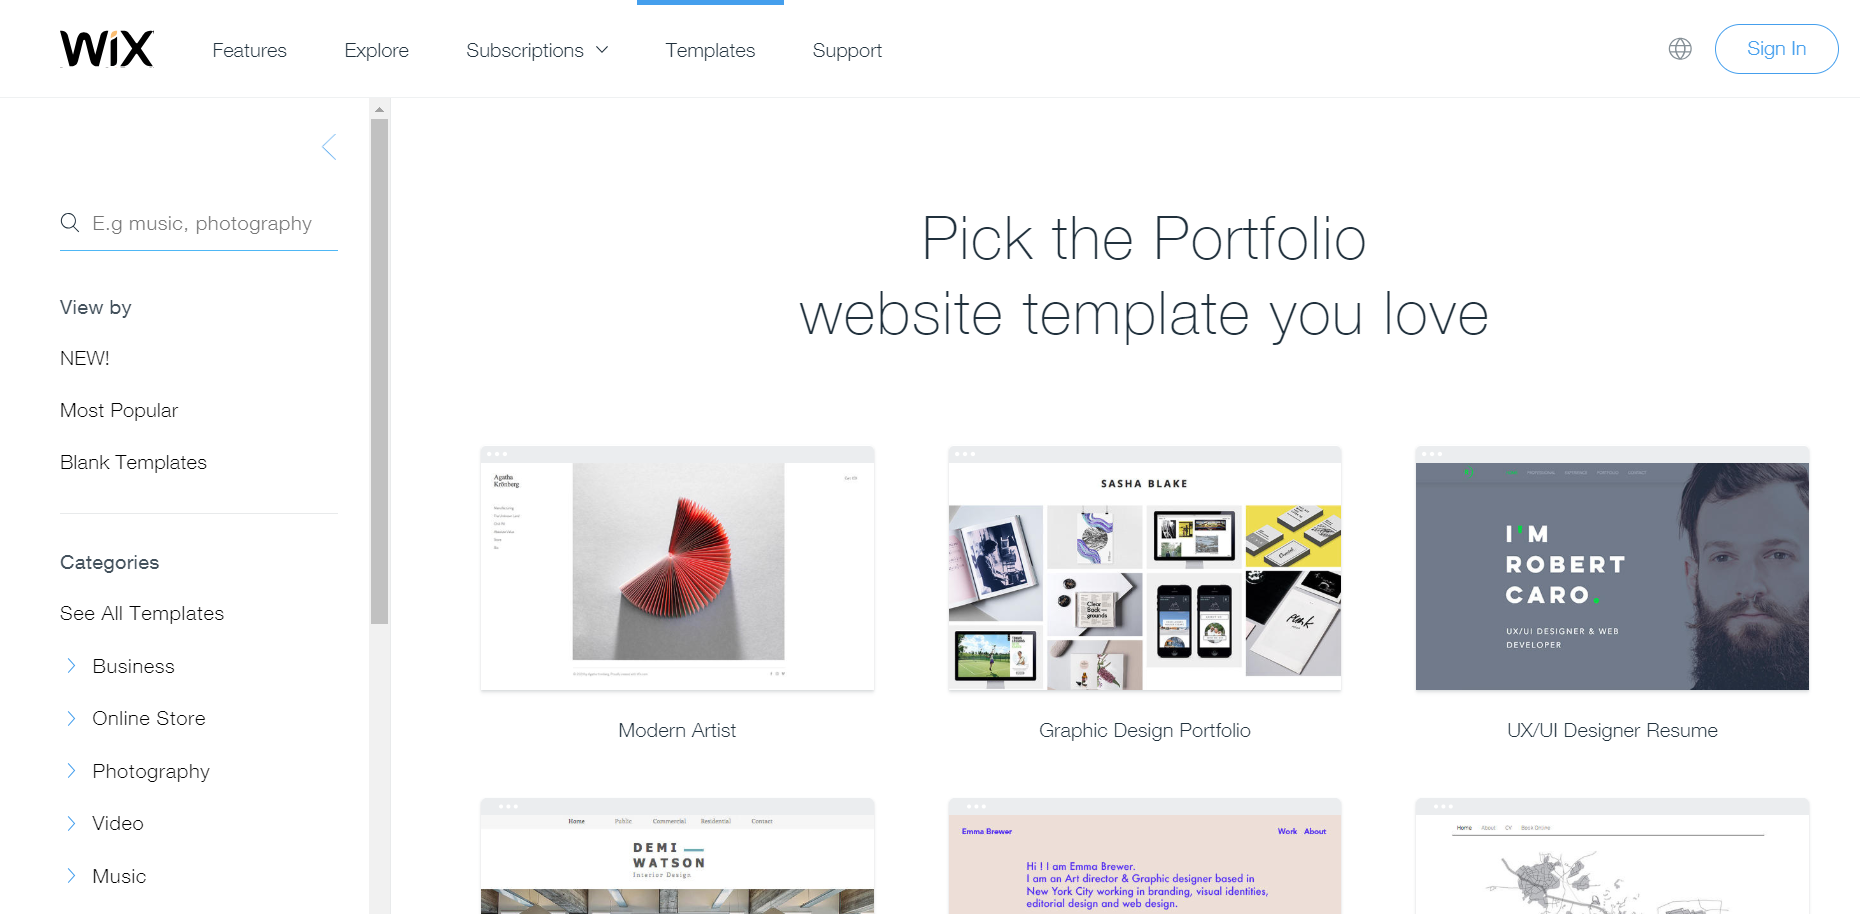 WiX
Features
Explore
Subscriptions
Templates
Support
Sign In
E.g music, photography
View by
NEW!
Most Popular
Blank Templates
Categories
See All Templates
Business
Online Store
Photography
Video
Music
Pick the Portfolio
website template you love
Agatha
SASHA BLAKE
Clear
Back
grounds
I'M
ROBERT
CARO.
UX/UI DESIGNER & WEB
DEVELOPER
Modern Artist
Graphic Design Portfolio
UX/UI Designer Resume
Home Public Commercial Residential Contact
DEMI
WATSON
Interior Design
Emma Brewer
Work About
Hi ! I am Emma Brewer.
I am an Art director & Graphic designer based in
New York City working in branding, visual identities,
editorial design and web design.
Home About CV Book Online